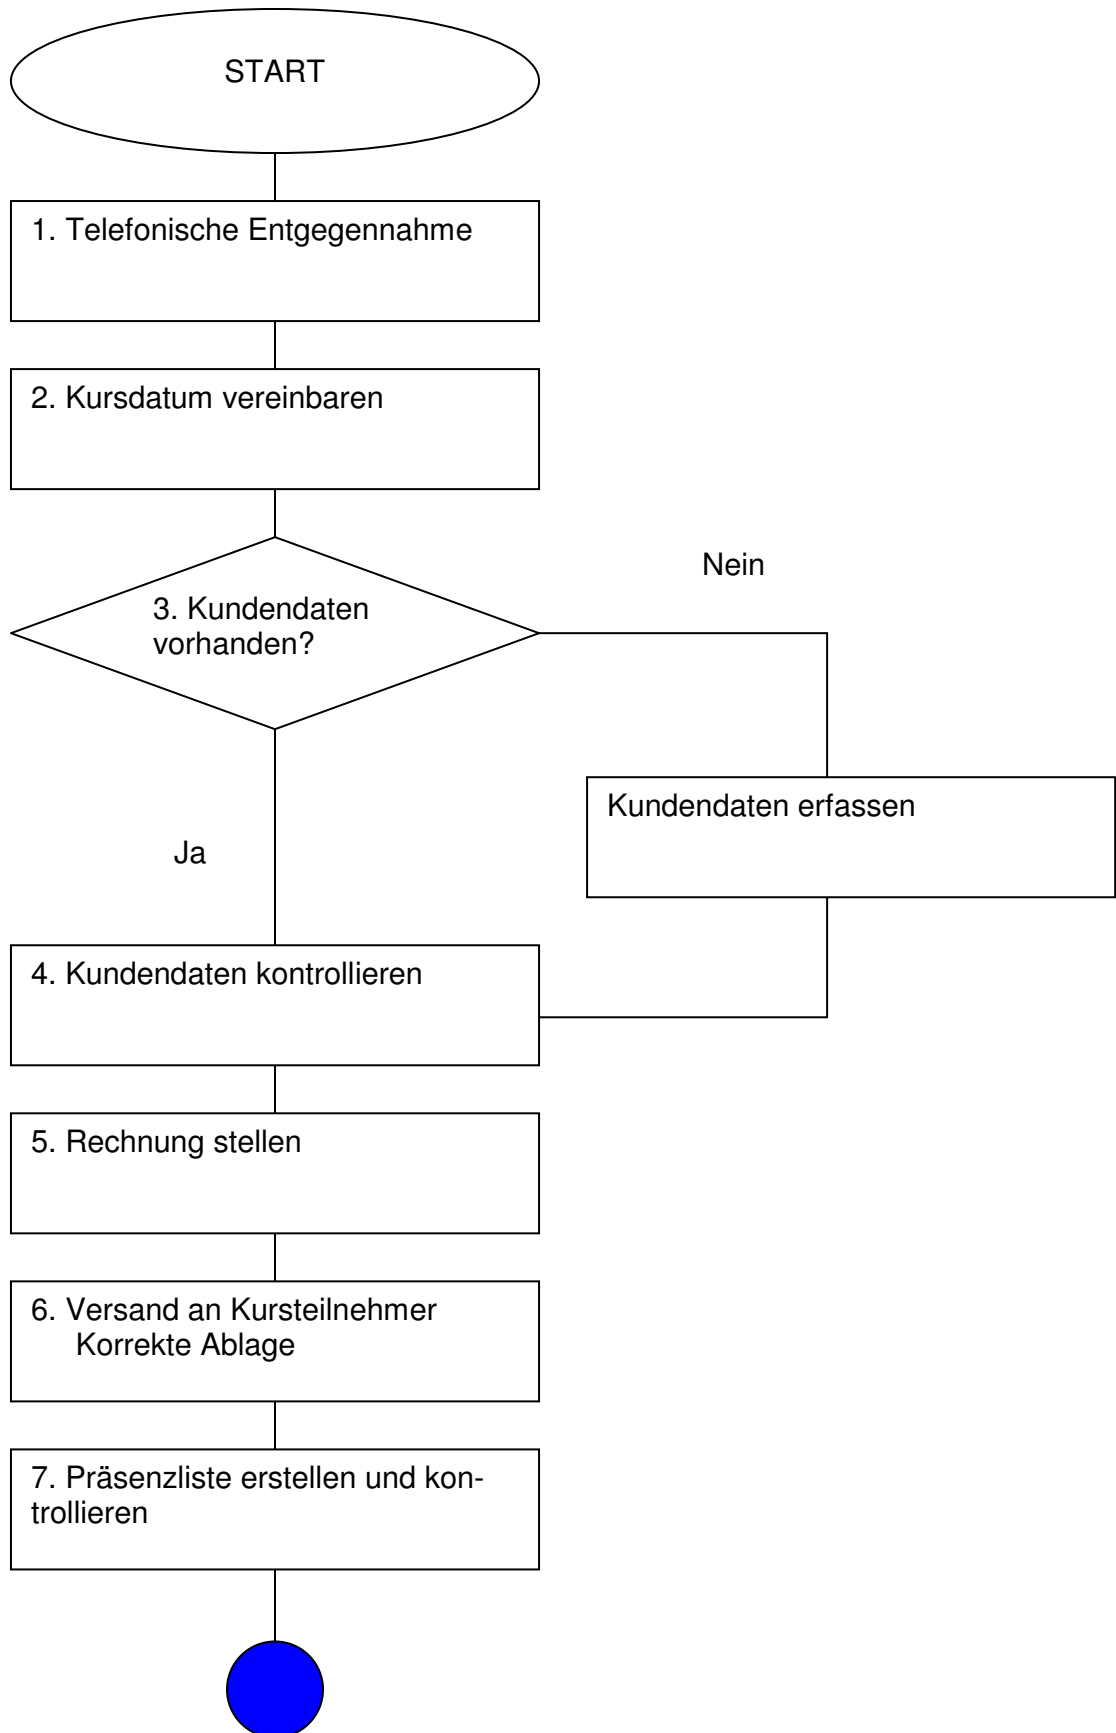 START
1. Telefonische Entgegennahme
2. Kursdatum vereinbaren
Nein
3. Kundendaten
vorhanden?
Kundendaten erfassen
Ja
4. Kundendaten kontrollieren
5. Rechnung stellen
6. Versand an Kursteilnehmer
Korrekte Ablage
7. Präsenzliste erstellen und kon-
trollieren